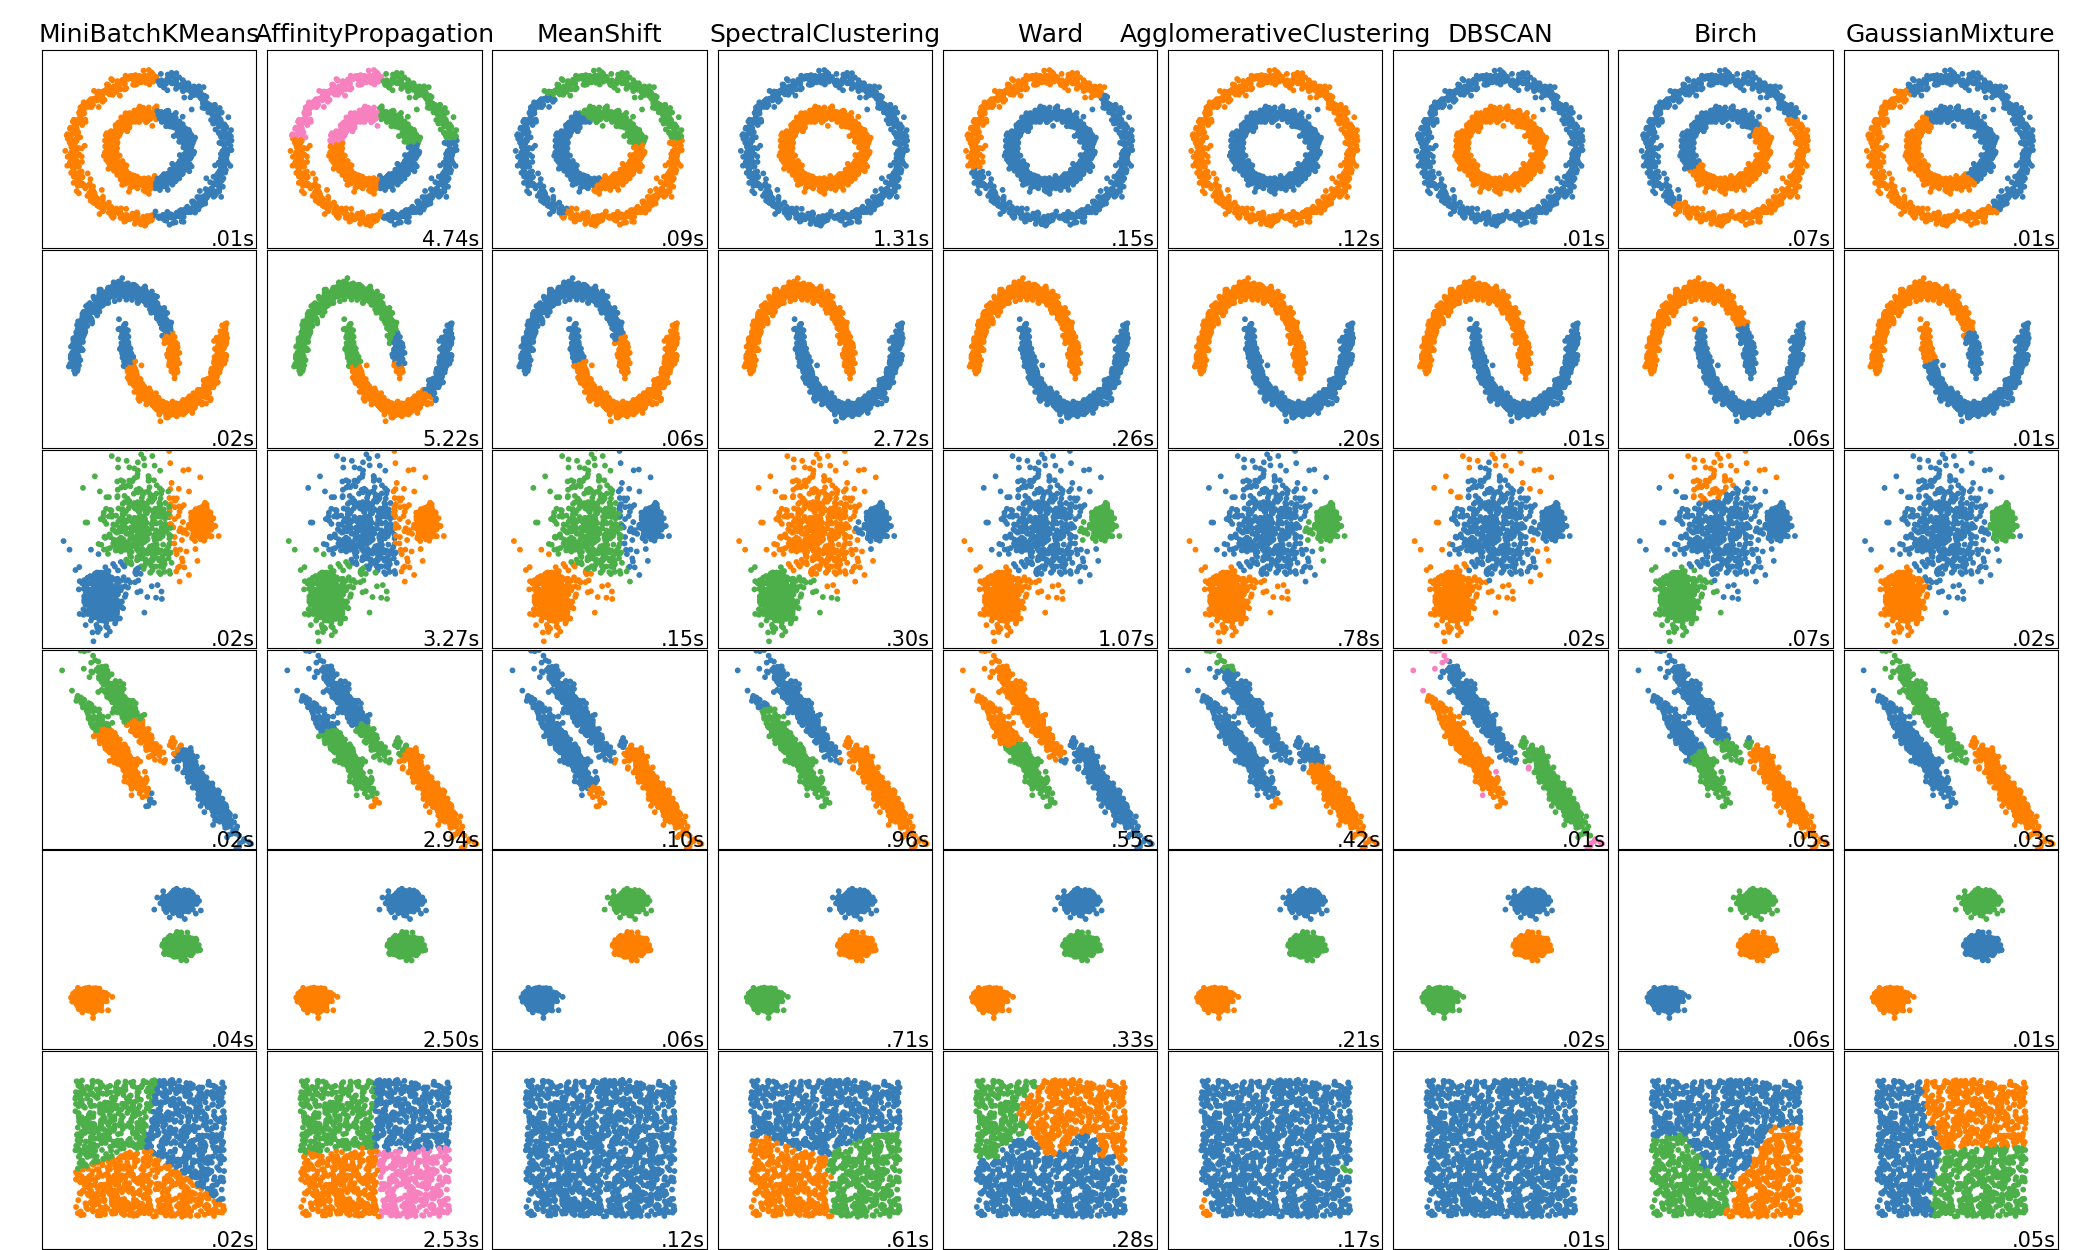 MiniBatchKMeans AffinityPropagation MeanShift SpectralClustering Ward AgglomerativeClustering DBSCAN Birch GaussianMixture
.01s 4.74s .09s 1.31s .15s .12s .01s .07s .01s
.02s 5.22s .06s 2.72s .26s .20s .01s .06s .01s
.02s 3.27s .15s .30s 1.07s .78s .02s .07s .02s
.02s 2.94s .10s .96s .55s .42s .01s .05s .03s
.04s 2.50s .06s .71s .33s .21s .02s .06s .01s
.02s 2.53s .12s .61s .28s .17s .01s .06s .05s